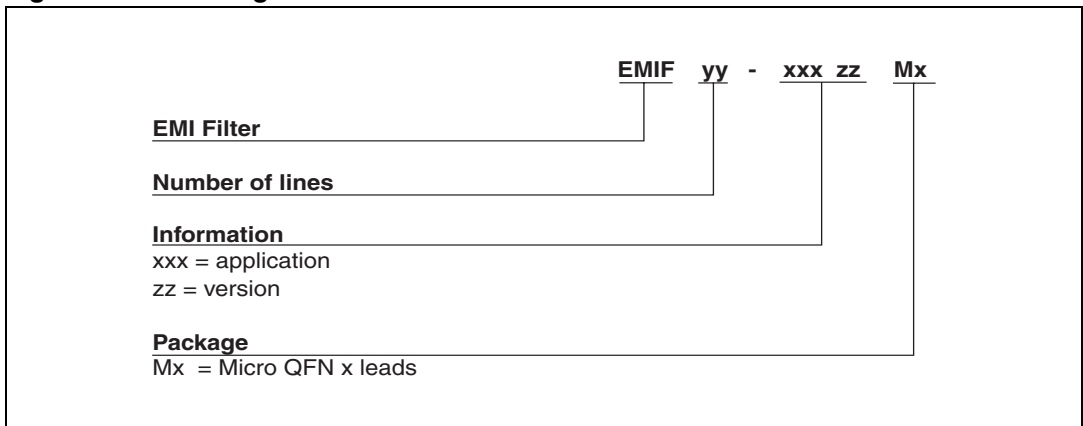 EMIF yy - xxx zz Mx
EMI Filter
Number of lines
Information
xxx = application
zz = version
Package
Mx = Micro QFN x leads